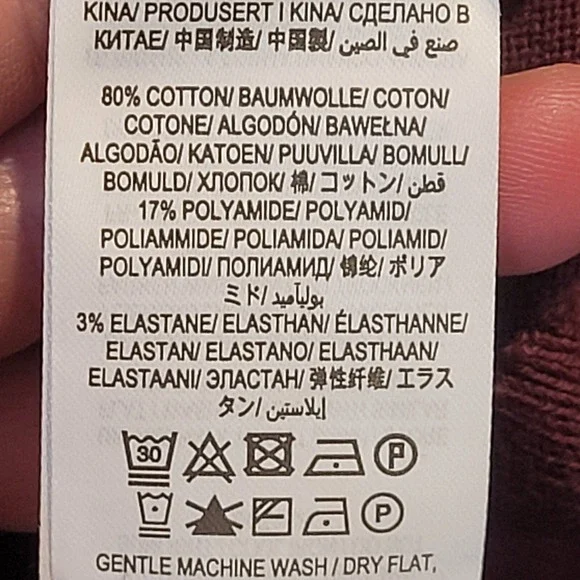 KINA/ PRODUSERT I KINA/ СДЕЛАНО В
КИТАЕ/ 中国制造/ 中国製/ صنع في الصين
80% COTTON/ BAUMWOLLE/ COTON/
COTONE/ ALGODÓN/ BAWEŁNA/
ALGODÃO/ KATOEN/ PUUVILLA/ BOMULL/
BOMULD/ ХЛОПОК/ 棉/ コットン/ قطن
17% POLYAMIDE/ POLYAMID/
POLIAMMIDE/ POLIAMIDA/ POLIAMID/
POLYAMIDI/ ПОЛИАМИД/ 锦纶/ ポリア
ミド/ بولياميد
3% ELASTANE/ ELASTHAN/ ÉLASTHANNE/
ELASTAN/ ELASTANO/ ELASTHAAN/
ELASTAANI/ ЭЛАСТАН/ 弹性纤维/ エラス
タン/ إيلاستين
30 P
P
GENTLE MACHINE WASH / DRY FLAT,